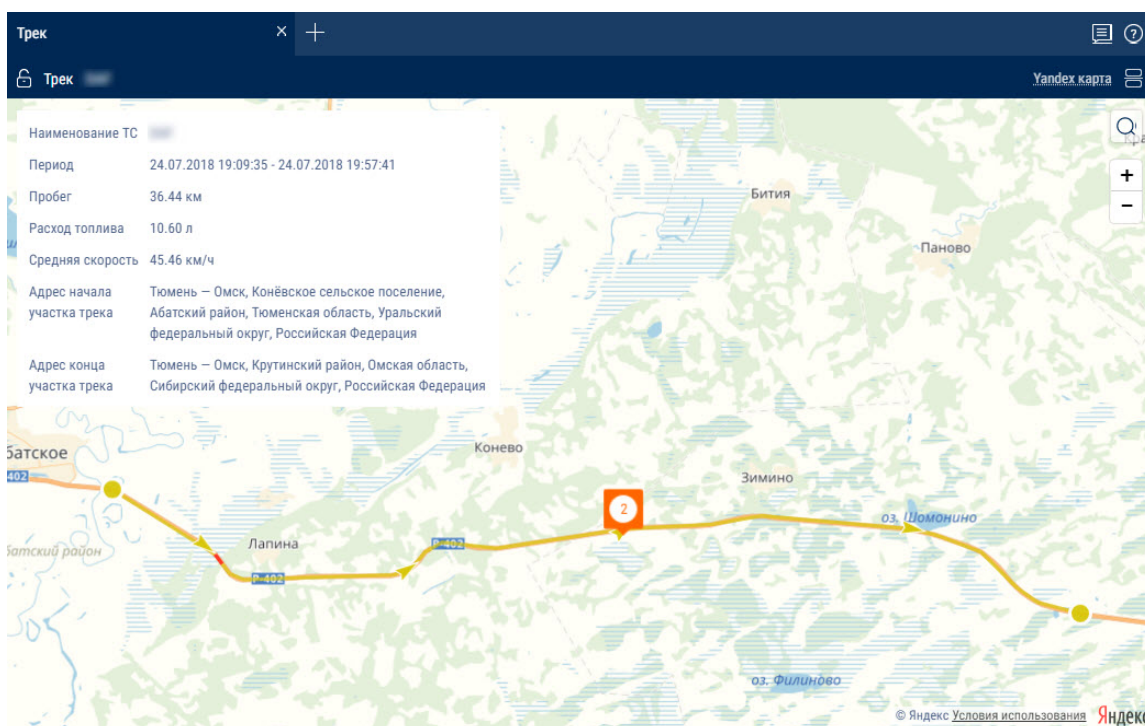 Трек
Трек
Yandex карта
Наименование ТС
Период 24.07.2018 19:09:35 - 24.07.2018 19:57:41
Пробег 36.44 км
Расход топлива 10.60 л
Средняя скорость 45.46 км/ч
Адрес начала Тюмень — Омск, Конёвское сельское поселение,
участка трека Абатский район, Тюменская область, Уральский
федеральный округ, Российская Федерация
Адрес конца Тюмень — Омск, Крутинский район, Омская область,
участка трека Сибирский федеральный округ, Российская Федерация
Бития
Паново
батское
402
Конево
Зимино
2
оз. Шомонино
батский район
Лапина
Р-402
Р-402
оз. Филиново
© Яндекс Условия использования Яндекс